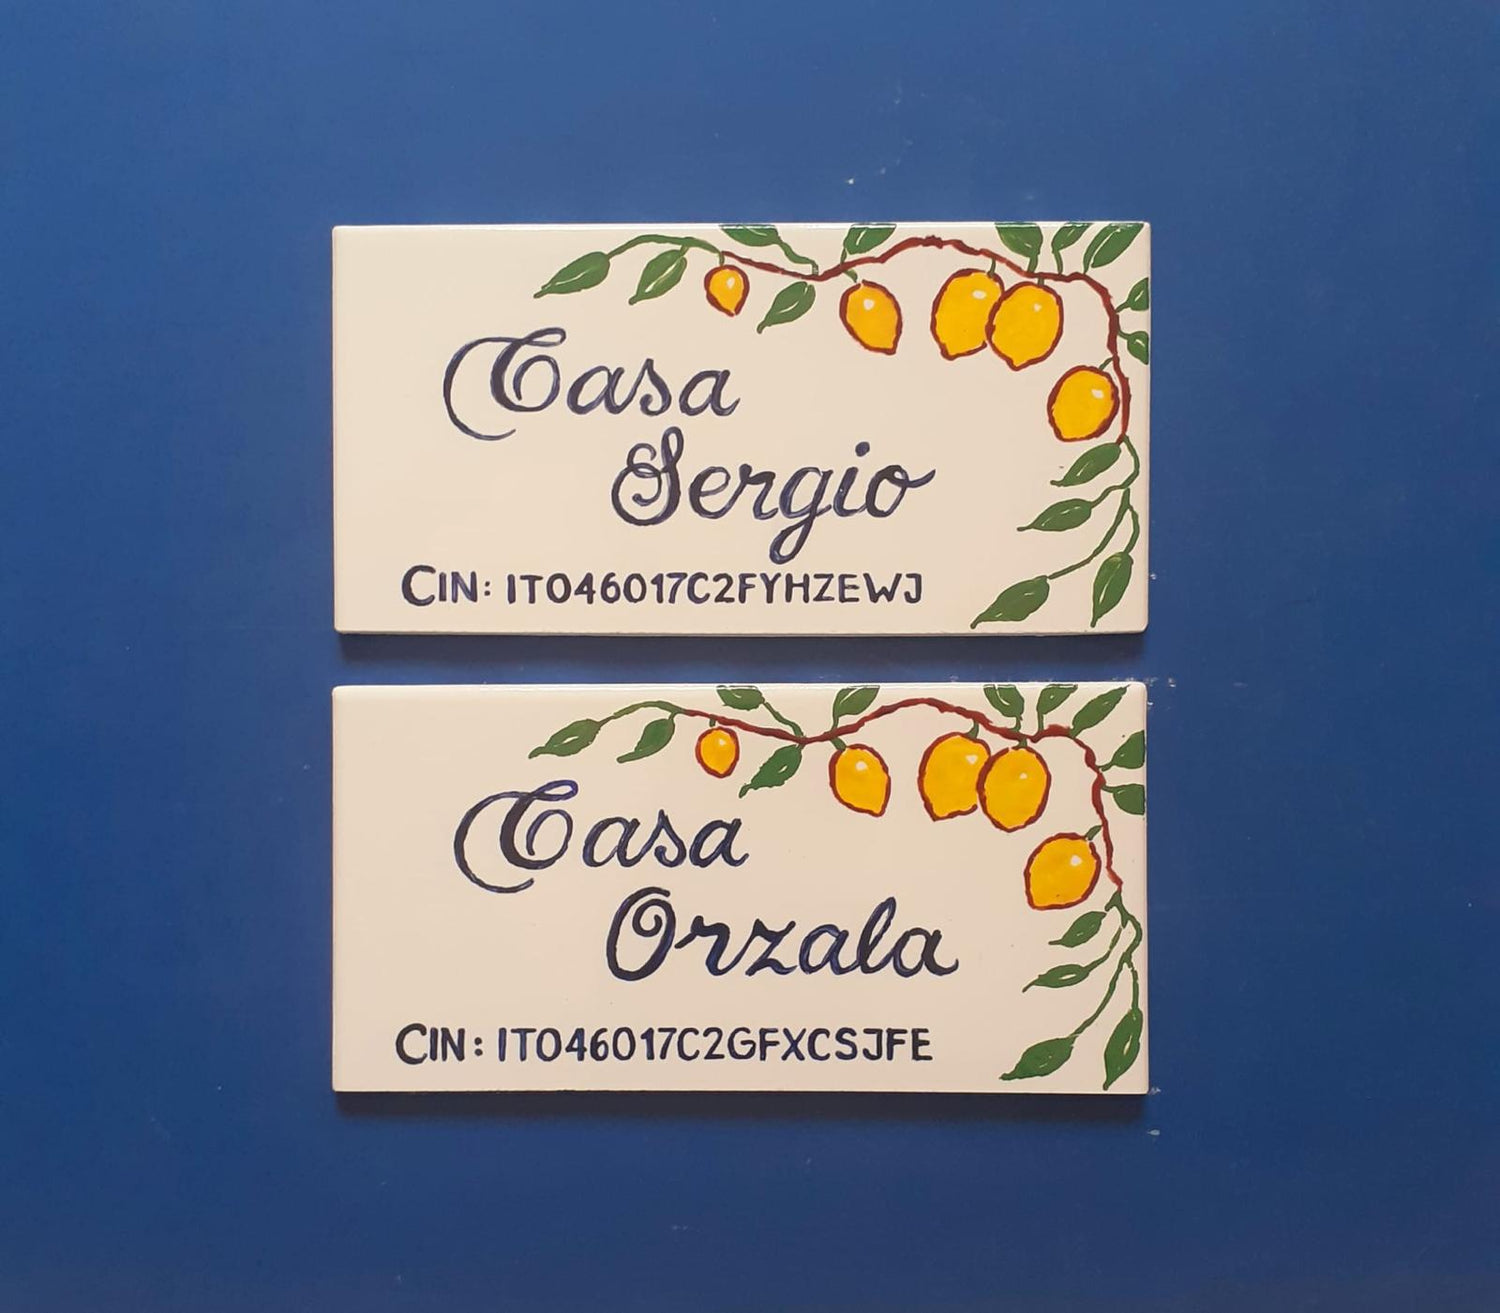 Casa
Sergio
CIN: IT046017C2FYHZEWJ
Casa
Orzala
CIN: IT046017C2GFXCSJFE